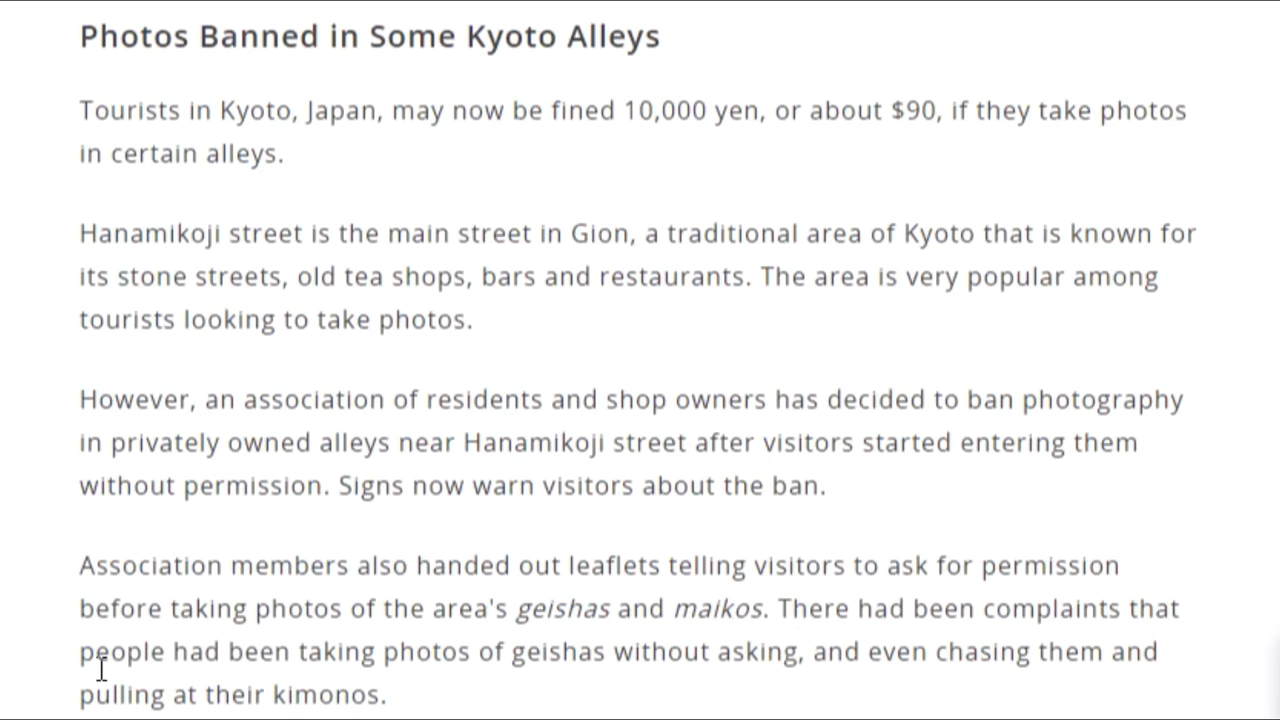 Photos Banned in Some Kyoto Alleys
Tourists in Kyoto, Japan, may now be fined 10,000 yen, or about $90, if they take photos
in certain alleys.
Hanamikoji street is the main street in Gion, a traditional area of Kyoto that is known for
its stone streets, old tea shops, bars and restaurants. The area is very popular among
tourists looking to take photos.
However, an association of residents and shop owners has decided to ban photography
in privately owned alleys near Hanamikoji street after visitors started entering them
without permission. Signs now warn visitors about the ban.
Association members also handed out leaflets telling visitors to ask for permission
before taking photos of the area's geishas and maikos. There had been complaints that
people had been taking photos of geishas without asking, and even chasing them and
pulling at their kimonos.